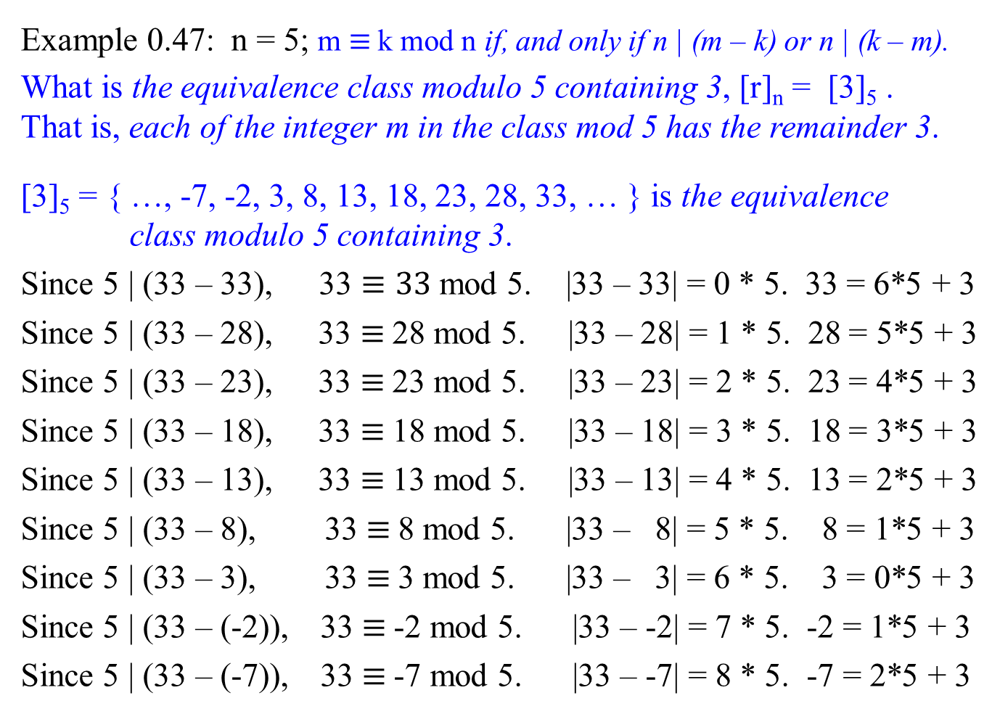 Example 0.47:  n = 5; m ≡ k mod n if, and only if n | (m – k) or n | (k – m).
What is the equivalence class modulo 5 containing 3, [r]n =  [3]5 .
That is, each of the integer m in the class mod 5 has the remainder 3.
[3]5 = { …, -7, -2, 3, 8, 13, 18, 23, 28, 33, … } is the equivalence
class modulo 5 containing 3.
Since 5 | (33 – 33), 33 ≡ 33 mod 5. |33 – 33| = 0 * 5. 33 = 6*5 + 3
Since 5 | (33 – 28), 33 ≡ 28 mod 5. |33 – 28| = 1 * 5. 28 = 5*5 + 3
Since 5 | (33 – 23), 33 ≡ 23 mod 5. |33 – 23| = 2 * 5. 23 = 4*5 + 3
Since 5 | (33 – 18), 33 ≡ 18 mod 5. |33 – 18| = 3 * 5. 18 = 3*5 + 3
Since 5 | (33 – 13), 33 ≡ 13 mod 5. |33 – 13| = 4 * 5. 13 = 2*5 + 3
Since 5 | (33 – 8), 33 ≡ 8 mod 5. |33 – 8| = 5 * 5. 8 = 1*5 + 3
Since 5 | (33 – 3), 33 ≡ 3 mod 5. |33 – 3| = 6 * 5. 3 = 0*5 + 3
Since 5 | (33 – (-2)), 33 ≡ -2 mod 5. |33 – -2| = 7 * 5. -2 = 1*5 + 3
Since 5 | (33 – (-7)), 33 ≡ -7 mod 5. |33 – -7| = 8 * 5. -7 = 2*5 + 3